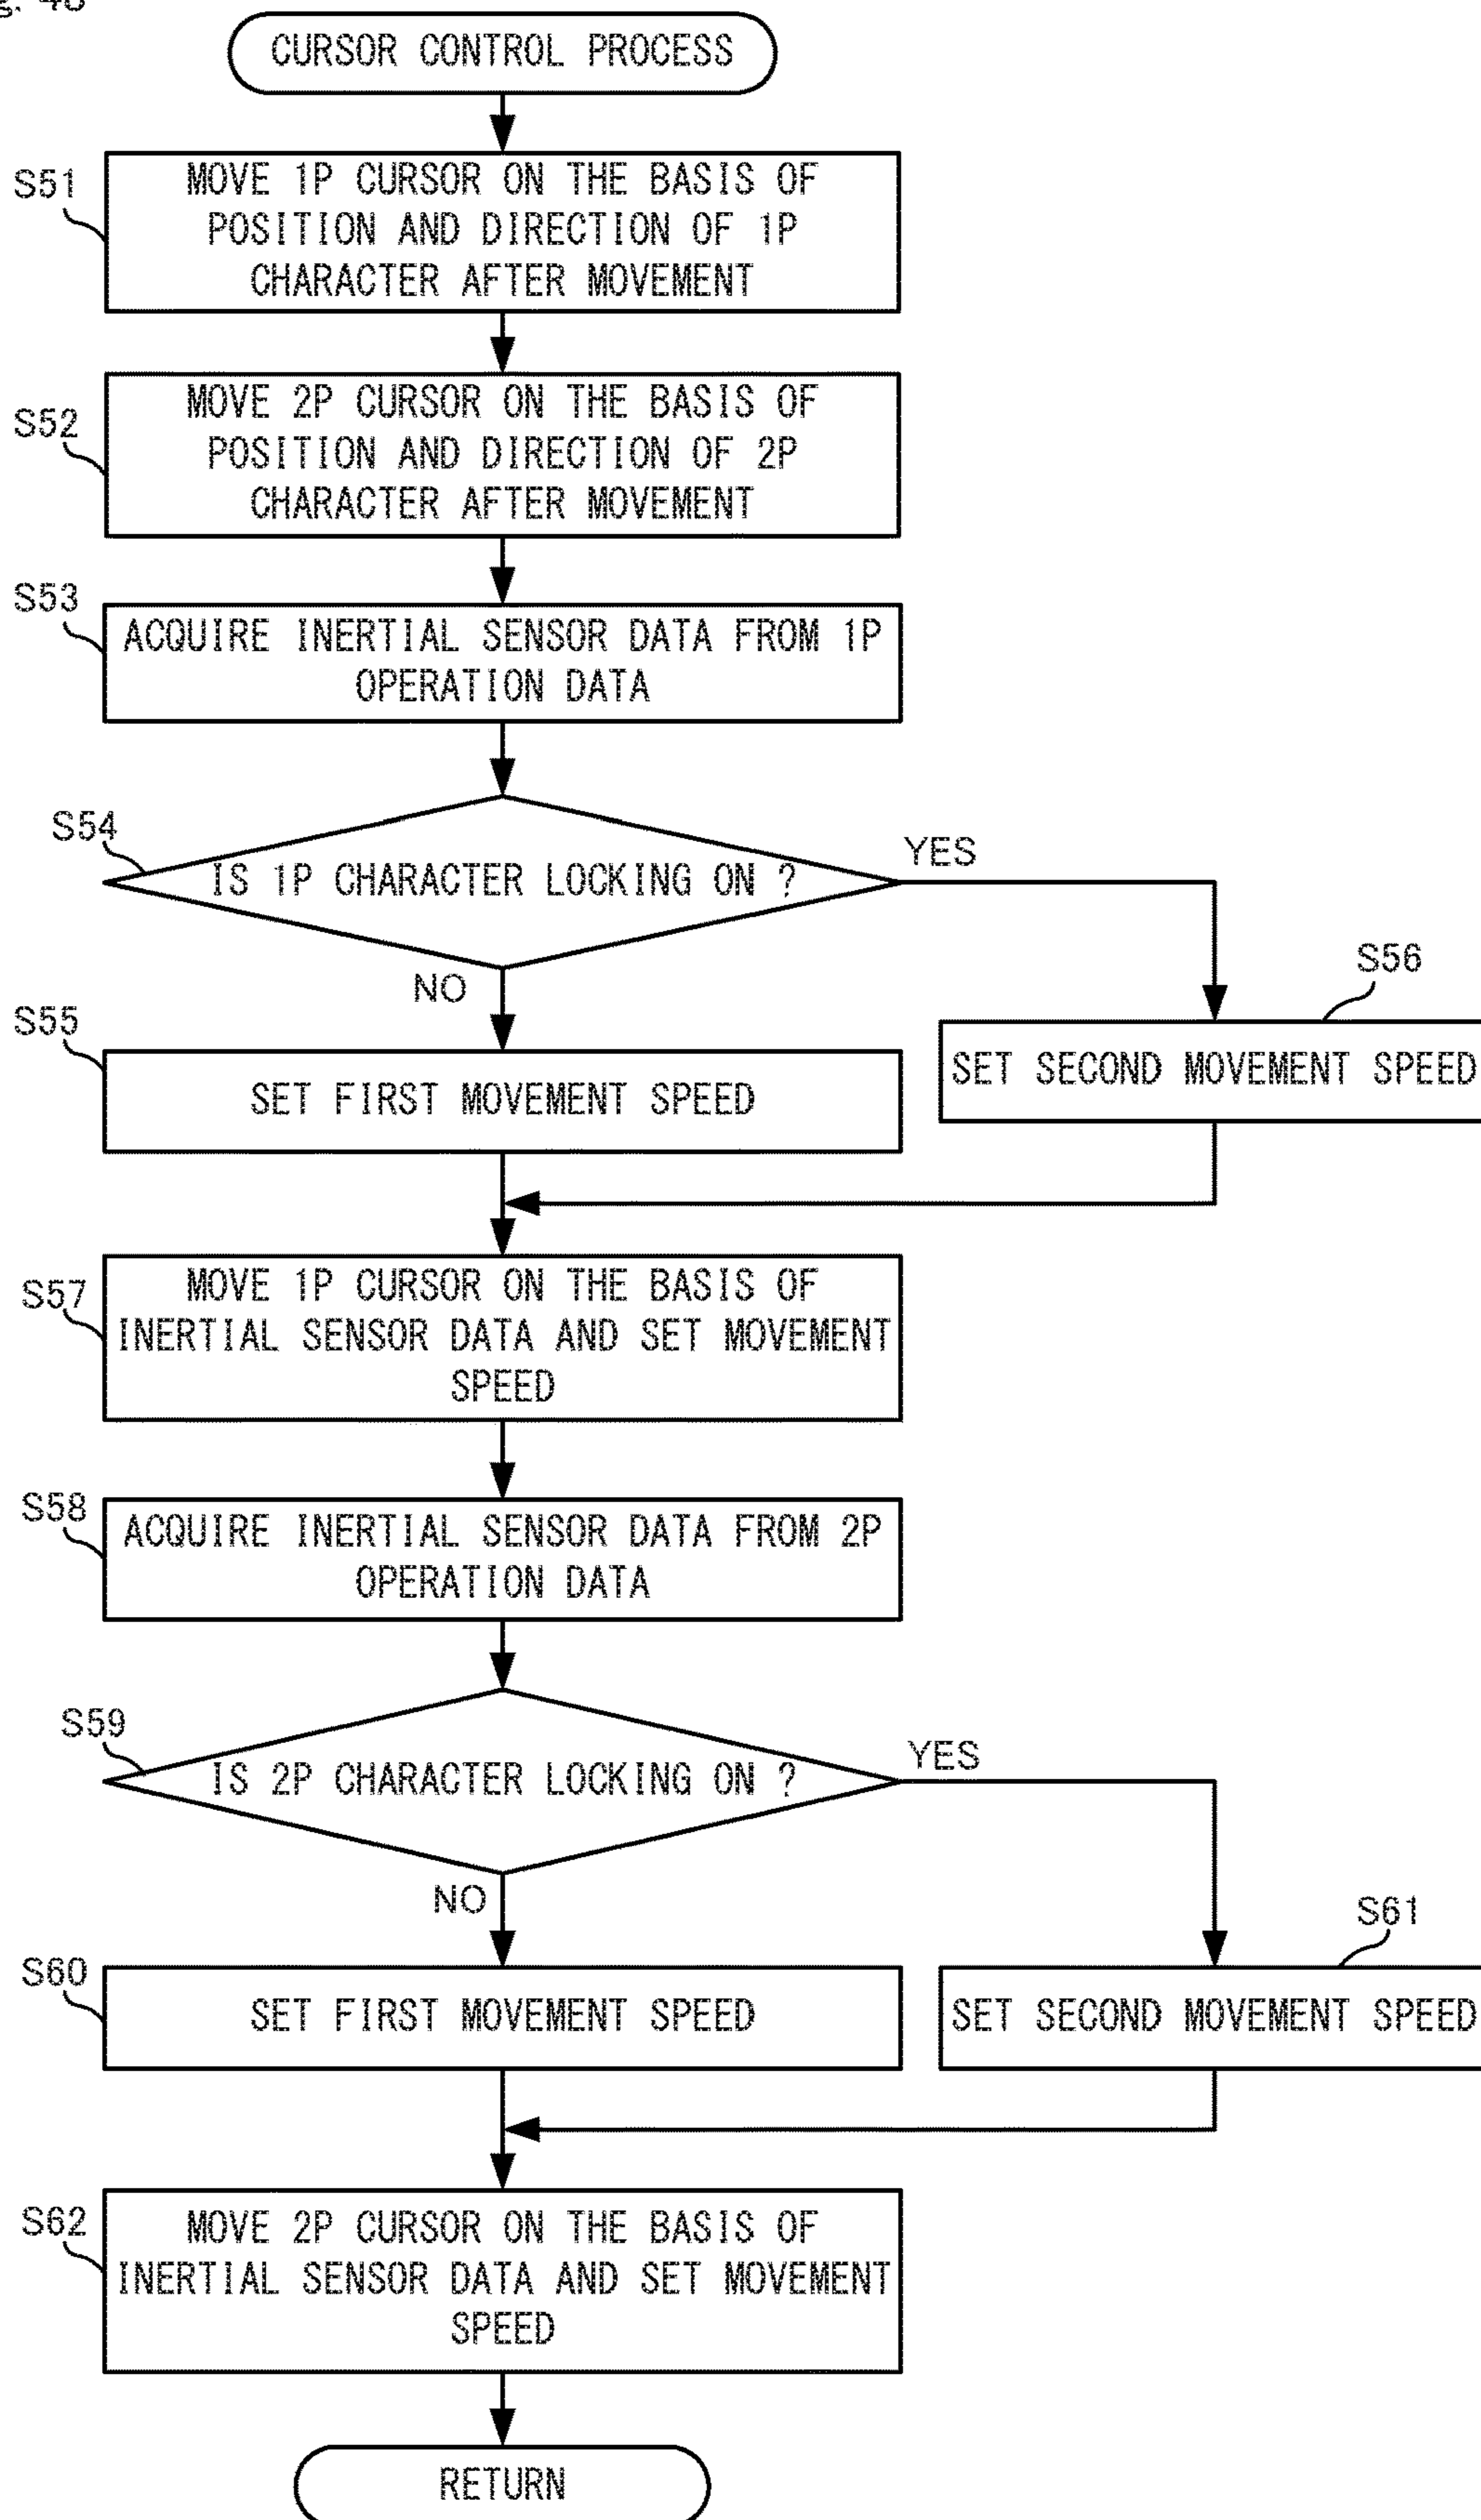 CURSOR CONTROL PROCESS
S51
MOVE 1P CURSOR ON THE BASIS OF
POSITION AND DIRECTION OF 1P
CHARACTER AFTER MOVEMENT
S52
MOVE 2P CURSOR ON THE BASIS OF
POSITION AND DIRECTION OF 2P
CHARACTER AFTER MOVEMENT
S53
ACQUIRE INERTIAL SENSOR DATA FROM 1P
OPERATION DATA
S54
IS 1P CHARACTER LOCKING ON ?
YES
NO
S55
SET FIRST MOVEMENT SPEED
S56
SET SECOND MOVEMENT SPEED
S57
MOVE 1P CURSOR ON THE BASIS OF
INERTIAL SENSOR DATA AND SET MOVEMENT
SPEED
S58
ACQUIRE INERTIAL SENSOR DATA FROM 2P
OPERATION DATA
S59
IS 2P CHARACTER LOCKING ON ?
YES
NO
S60
SET FIRST MOVEMENT SPEED
S61
SET SECOND MOVEMENT SPEED
S62
MOVE 2P CURSOR ON THE BASIS OF
INERTIAL SENSOR DATA AND SET MOVEMENT
SPEED
RETURN